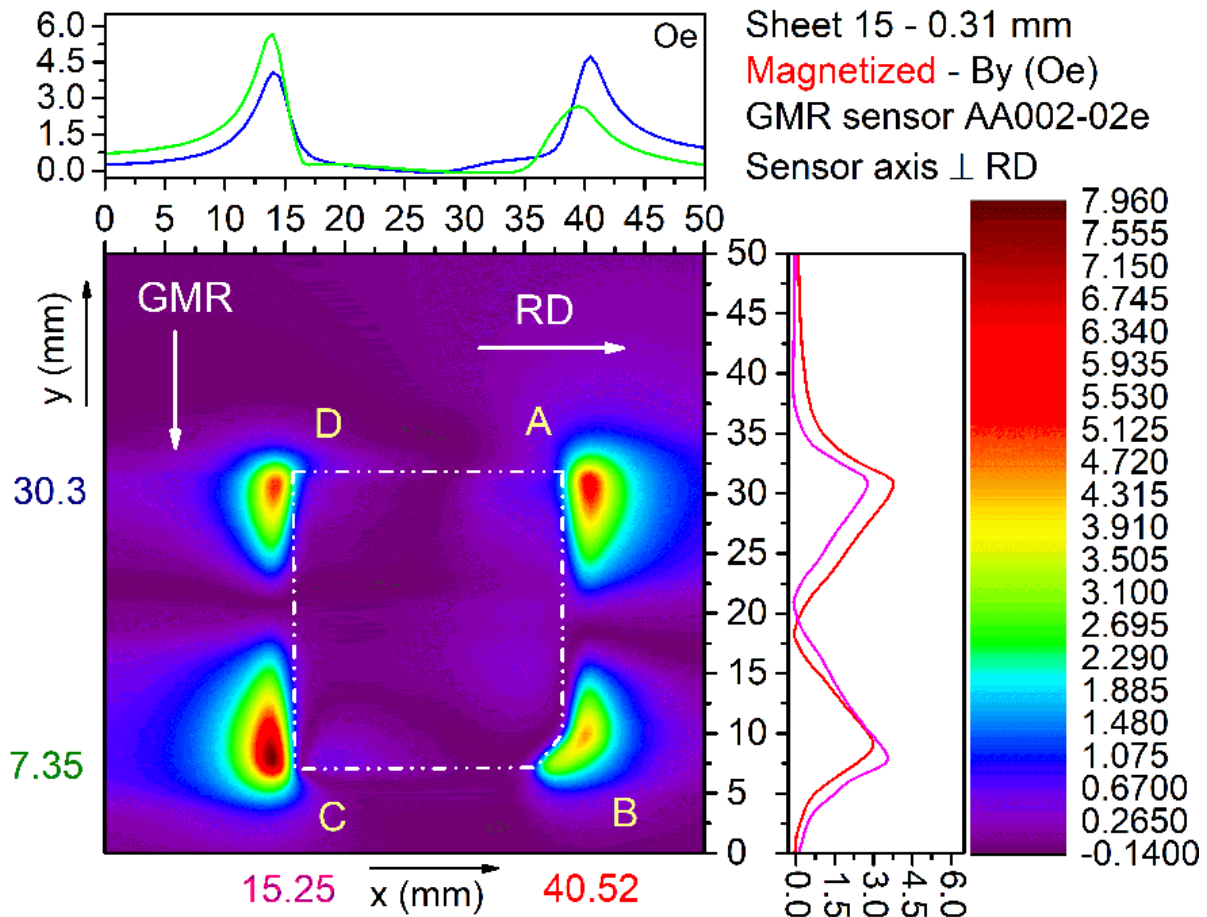 6.0
4.5
3.0
1.5
0.0
Oe
0 5 10 15 20 25 30 35 40 45 50
Sheet 15 - 0.31 mm
Magnetized - By (Oe)
GMR sensor AA002-02e
Sensor axis ⊥ RD
y (mm)
GMR
RD
D
A
C
B
30.3
7.35
15.25
x (mm)
40.52
50
45
40
35
30
25
20
15
10
5
0
0.0 1.5 3.0 4.5 6.0
7.960
7.555
7.150
6.745
6.340
5.935
5.530
5.125
4.720
4.315
3.910
3.505
3.100
2.695
2.290
1.885
1.480
1.075
0.6700
0.2650
-0.1400